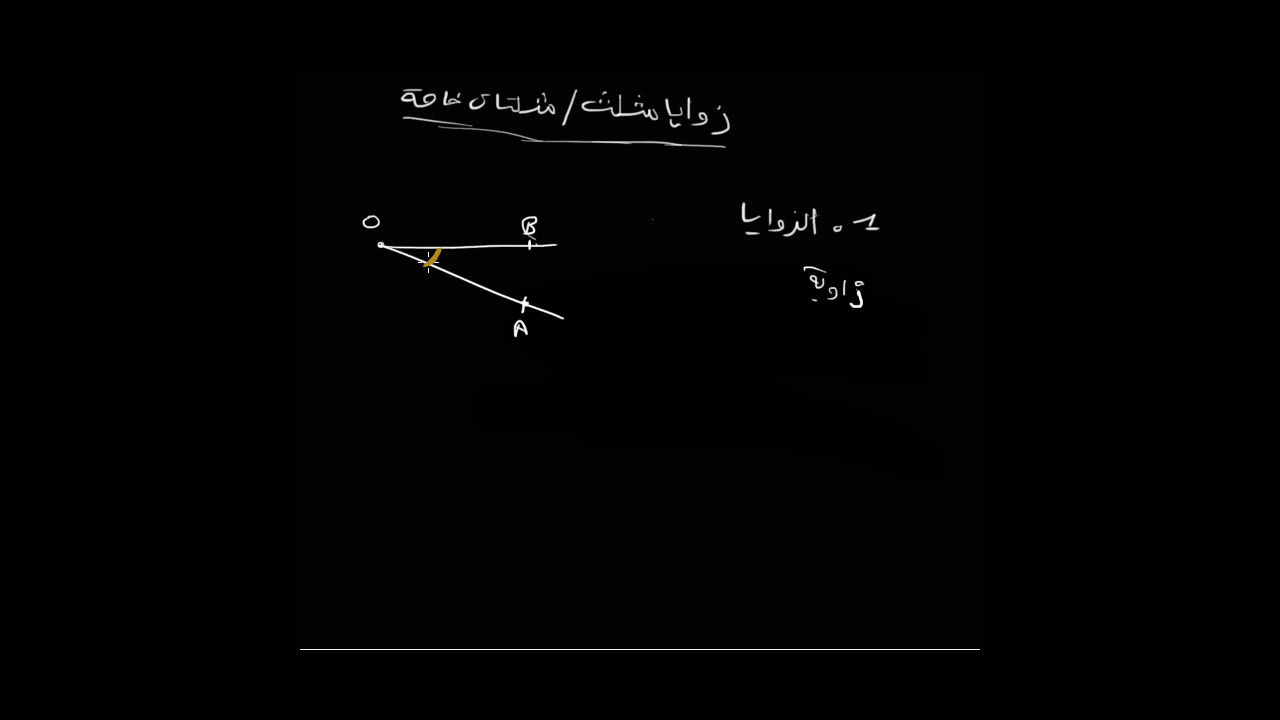 زوايا مثلث / مثلثات خاصة
1. الزوايا
زاوية
O
B
A